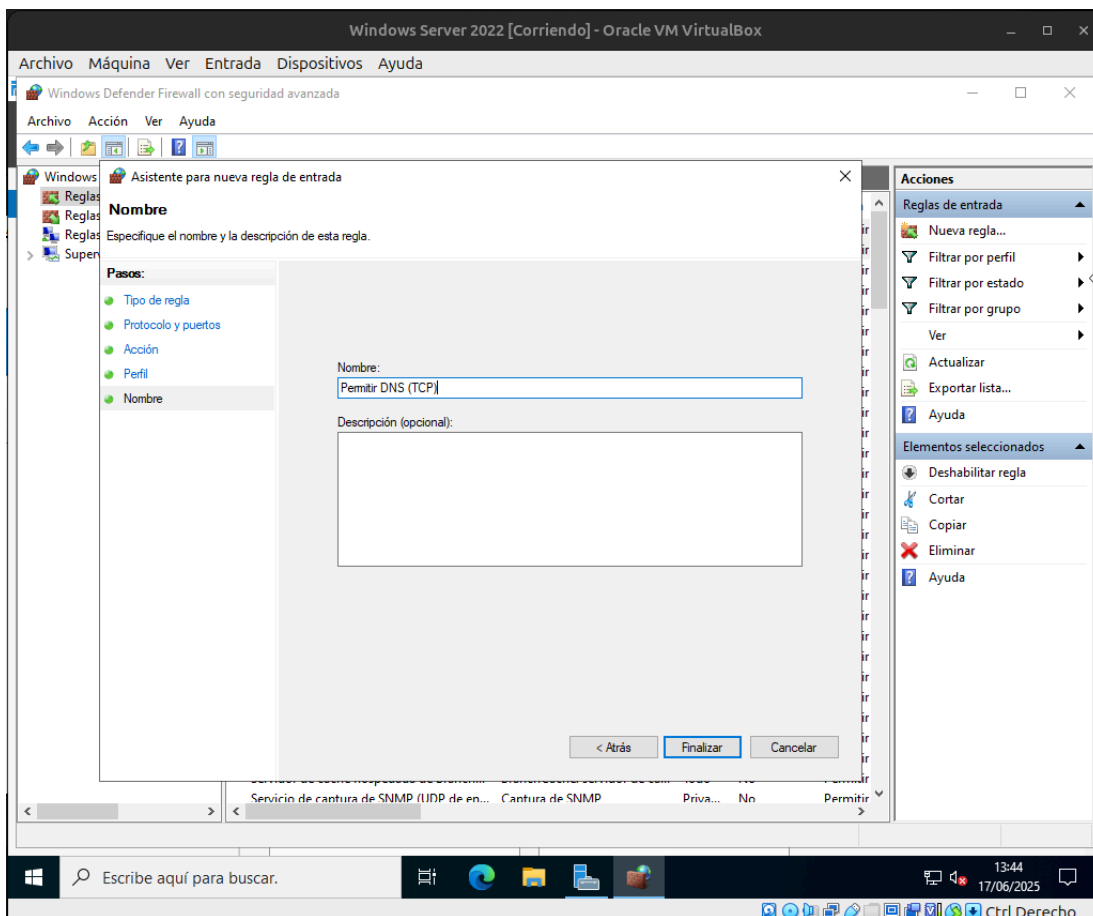 Windows Server 2022 [Corriendo] - Oracle VM VirtualBox
Archivo Máquina Ver Entrada Dispositivos Ayuda
Windows Defender Firewall con seguridad avanzada
Archivo Acción Ver Ayuda
Windows
Reglas
Reglas
Reglas
Super
Asistente para nueva regla de entrada
Nombre
Especifique el nombre y la descripción de esta regla.
Pasos:
Tipo de regla
Protocolo y puertos
Acción
Perfil
Nombre
Nombre:
Permitir DNS (TCP)
Descripción (opcional):
< Atrás Finalizar Cancelar
Servicio de captura de SNMP (UDP de en... Captura de SNMP Priva... No Permitir
Acciones
Reglas de entrada
Nueva regla...
Filtrar por perfil
Filtrar por estado
Filtrar por grupo
Ver
Actualizar
Exportar lista...
Ayuda
Elementos seleccionados
Deshabilitar regla
Cortar
Copiar
Eliminar
Ayuda
Escribe aquí para buscar.
13:44
17/06/2025
Ctrl Derecho